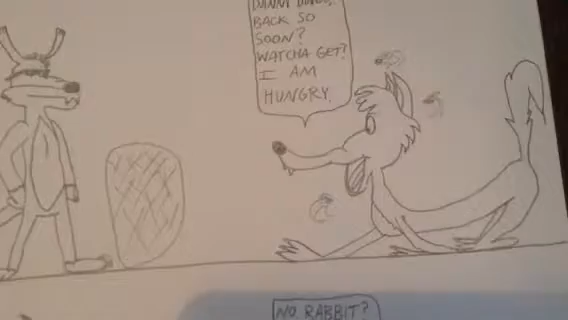 BACK SO
SOON?
WATCHA GET?
I AM
HUNGRY.
NO RABBIT?